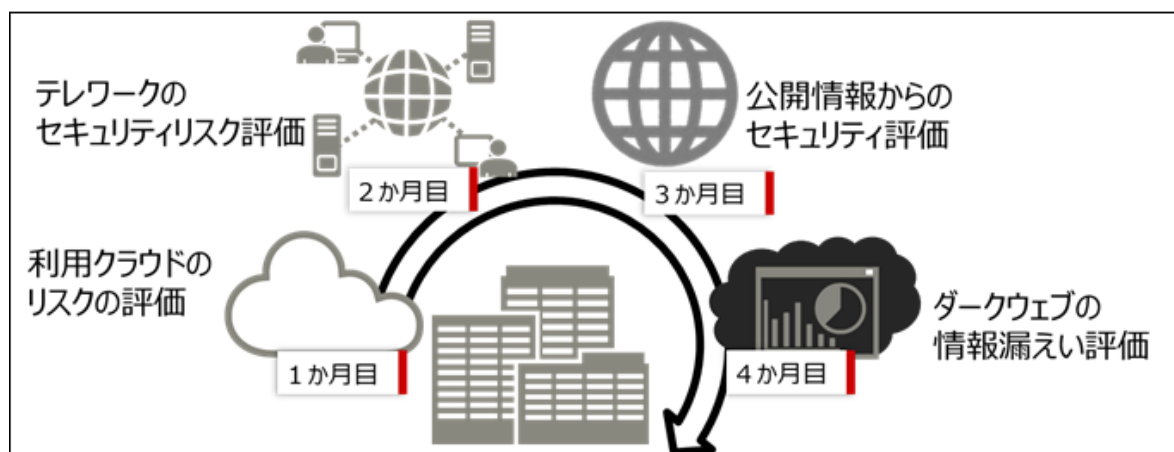 テレワークの
セキュリティリスク評価
２か月目
公開情報からの
セキュリティ評価
３か月目
利用クラウドの
リスクの評価
１か月目
ダークウェブの
情報漏えい評価
４か月目